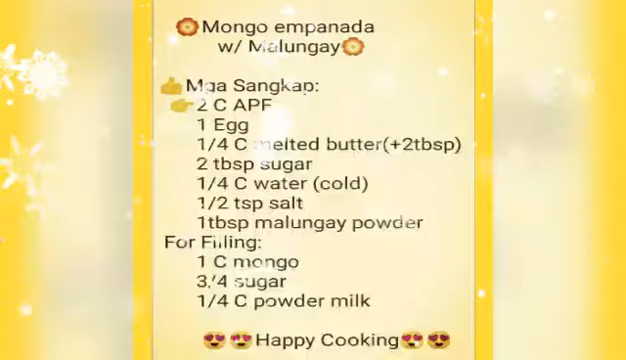 Mongo empanada
w/ Malungay
Mga Sangkap:
2 C APF
1 Egg
1/4 C melted butter(+2tbsp)
2 tbsp sugar
1/4 C water (cold)
1/2 tsp salt
1tbsp malungay powder
For Filling:
1 C mongo
3/4 sugar
1/4 C powder milk
Happy Cooking